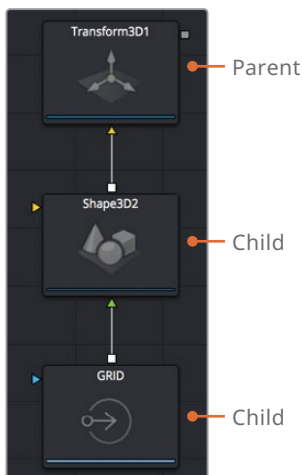 Transform3D1
Parent
Shape3D2
Child
GRID
Child